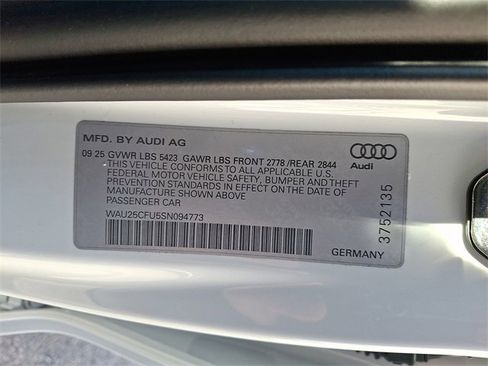 MFD. BY AUDI AG
09 25 GVWR LBS 5423 GAWR LBS FRONT 2778 /REAR 2844
THIS VEHICLE CONFORMS TO ALL APPLICABLE U.S.
FEDERAL MOTOR VEHICLE SAFETY, BUMPER AND THEFT
PREVENTION STANDARDS IN EFFECT ON THE DATE OF
MANUFACTURE SHOWN ABOVE
PASSENGER CAR
WAU25CFU5SN094773
Audi
GERMANY
3752135